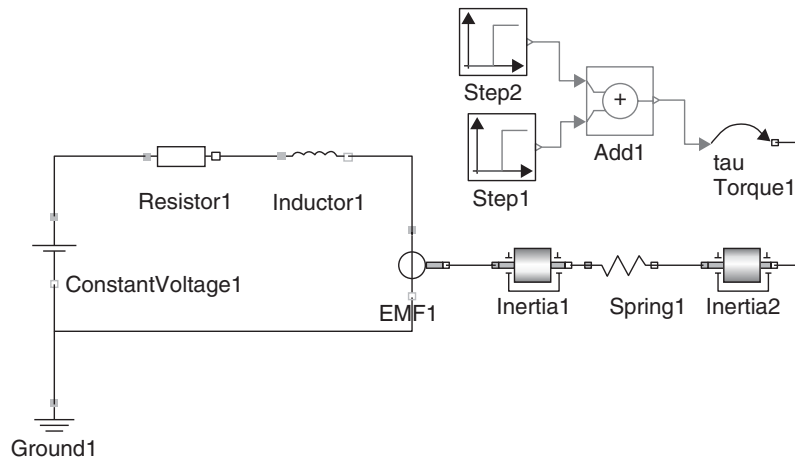 Step2
+
Add1
Step1
tau
Torque1
Resistor1
Inductor1
ConstantVoltage1
EMF1
Inertia1
Spring1
Inertia2
Ground1